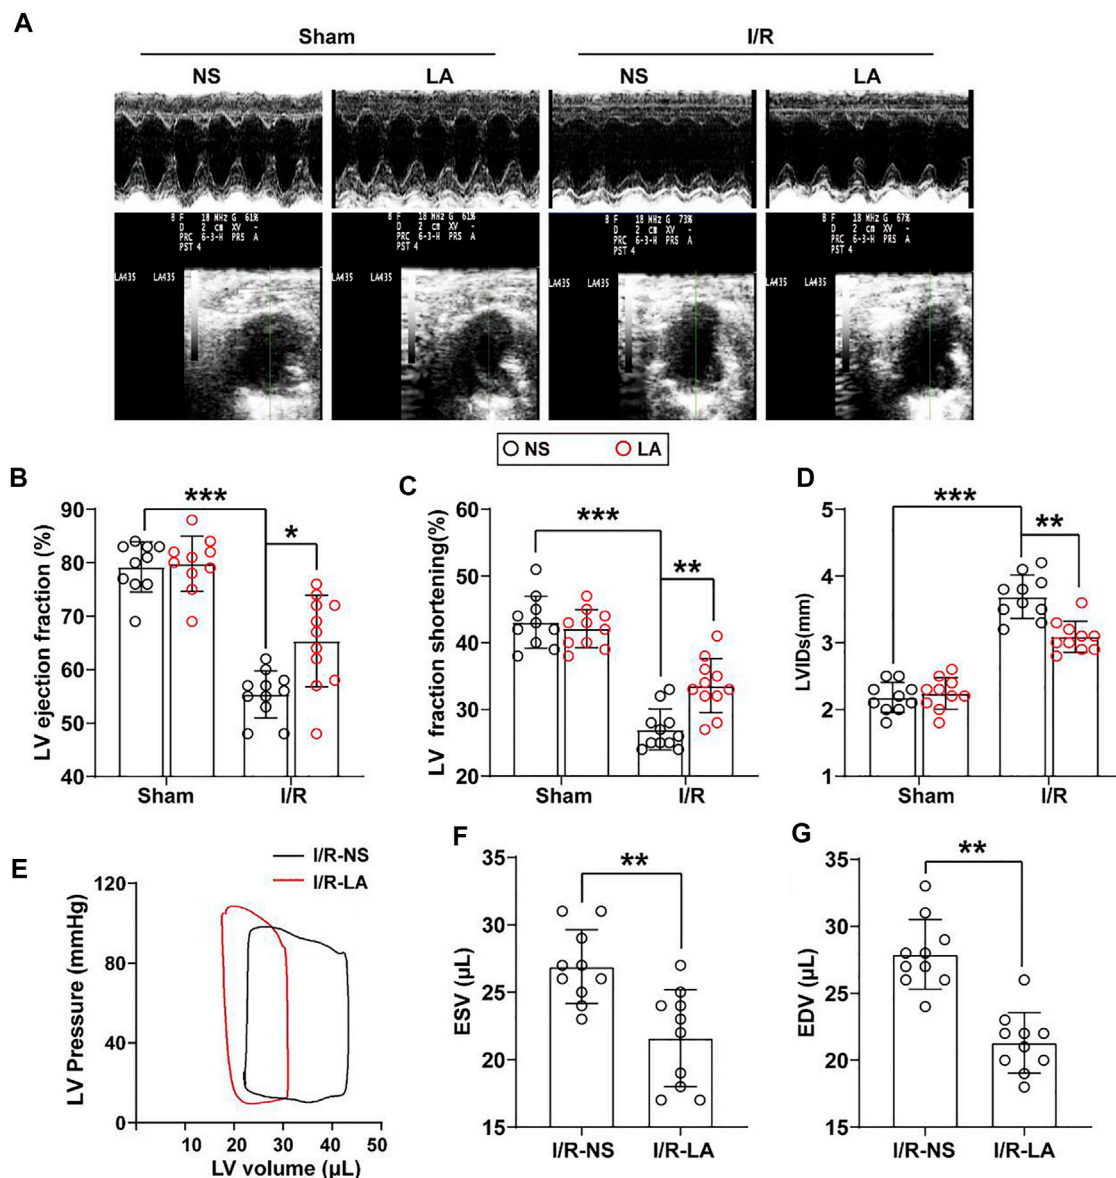 A
Sham
I/R
NS
LA
NS
LA
B F 18 MHz G 61%
D 2 cm XV -
PRC 6-3-H PRS A
PST 4
LA435 LA435
B F 18 MHz G 61%
D 2 cm XV -
PRC 6-3-H PRS A
PST 4
LA435 LA435
B F 18 MHz G 73%
D 2 cm XV -
PRC 6-3-H PRS A
PST 4
LA435 LA435
B F 18 MHz G 67%
D 2 cm XV -
PRC 6-3-H PRS A
PST 4
LA435 LA435
NS LA
B
LV ejection fraction (%)
90
80
70
60
50
40
***
*
Sham I/R
C
LV fraction shortening(%)
60
50
40
30
20
***
**
Sham I/R
D
LVIDs(mm)
5
4
3
2
1
***
**
Sham I/R
E
I/R-NS
I/R-LA
LV Pressure (mmHg)
120
80
40
0
10 20 30 40 50
LV volume (µL)
F
ESV (µL)
35
30
25
20
15
**
I/R-NS I/R-LA
G
EDV (µL)
35
30
25
20
15
**
I/R-NS I/R-LA